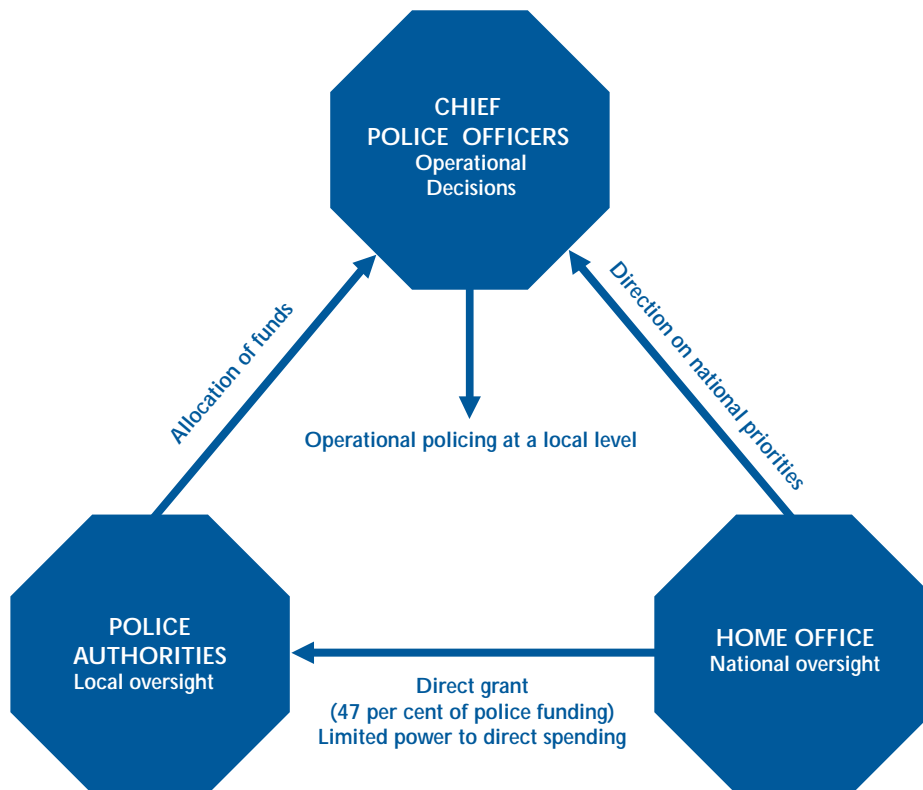 CHIEF
POLICE OFFICERS
Operational
Decisions
Allocation of funds
Direction on national priorities
Operational policing at a local level
POLICE
AUTHORITIES
Local oversight
HOME OFFICE
National oversight
Direct grant
(47 per cent of police funding)
Limited power to direct spending